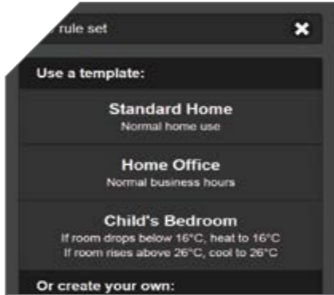 rule set
Use a template:
Standard Home
Normal home use
Home Office
Normal business hours
Child's Bedroom
If room drops below 16°C, heat to 16°C
If room rises above 26°C, cool to 26°C
Or create your own: